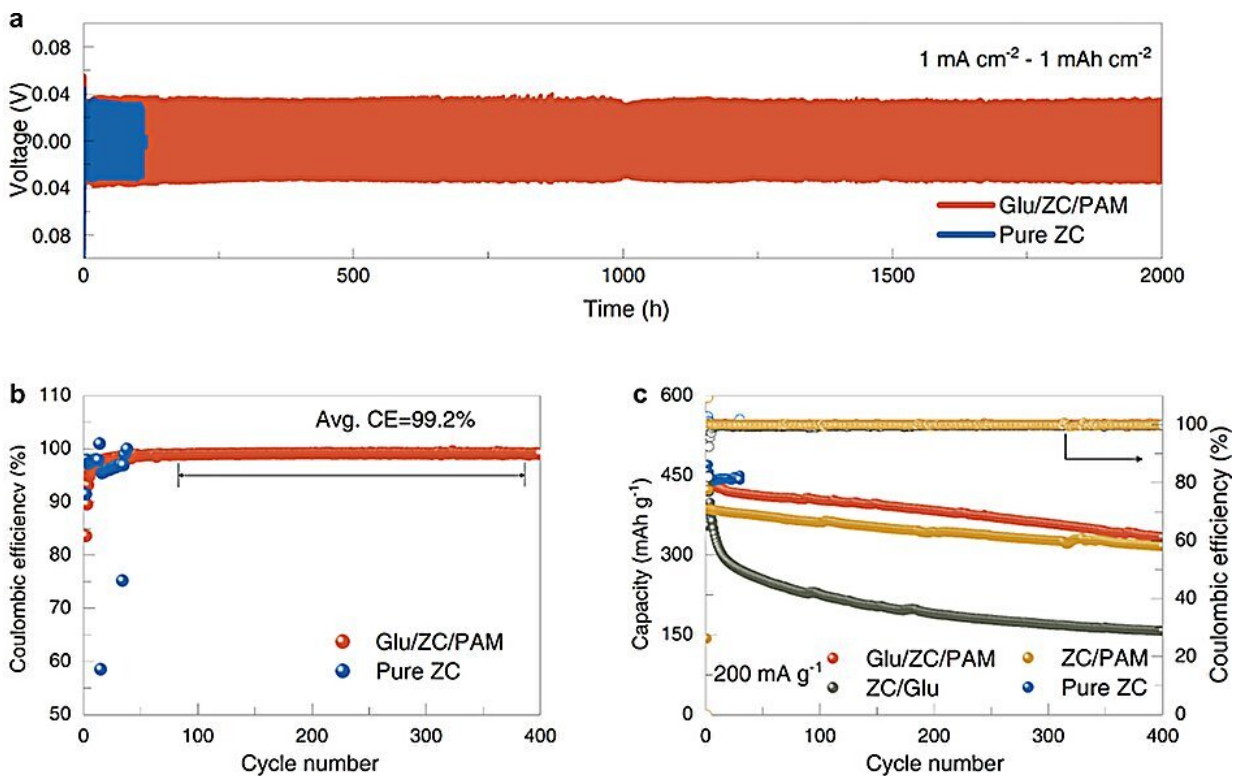 a
0.08
0.04
0.00
0.04
0.08
Voltage (V)
1 mA cm⁻² - 1 mAh cm⁻²
Glu/ZC/PAM
Pure ZC
0 500 1000 1500 2000
Time (h)
b
110
100
90
80
70
60
50
Coulombic efficiency (%)
Avg. CE=99.2%
Glu/ZC/PAM
Pure ZC
0 100 200 300 400
Cycle number
c
600
450
300
150
0
Capacity (mAh g⁻¹)
100
80
60
40
20
0
Coulombic efficiency (%)
200 mA g⁻¹
Glu/ZC/PAM ZC/PAM
ZC/Glu Pure ZC
0 100 200 300 400
Cycle number